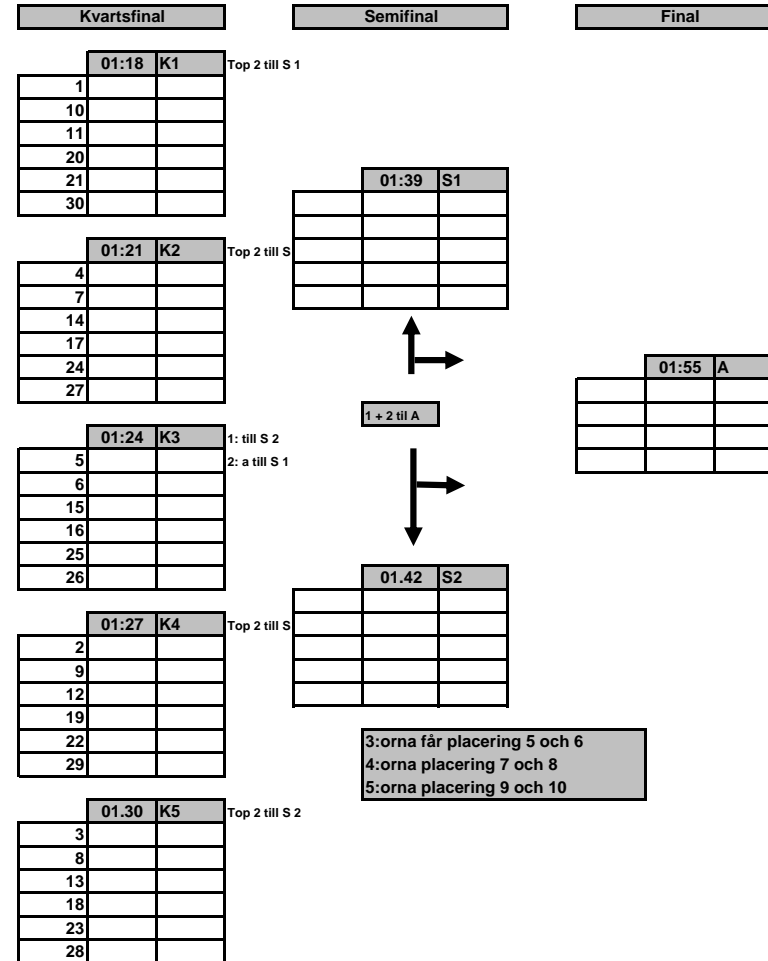 Kvartsfinal Semifinal Final
01:18 K1 Top 2 till S 1
1
10
11
20
21
30
01:39 S1
01:21 K2 Top 2 till S
4
7
14
17
24
27
01:55 A
1 + 2 til A
01:24 K3 1: till S 2
5 2: a till S 1
6
15
16
25
26
01.42 S2
01:27 K4 Top 2 till S
2
9
12
19
22
29
3:orna får placering 5 och 6
4:orna placering 7 och 8
5:orna placering 9 och 10
01.30 K5 Top 2 till S 2
3
8
13
18
23
28